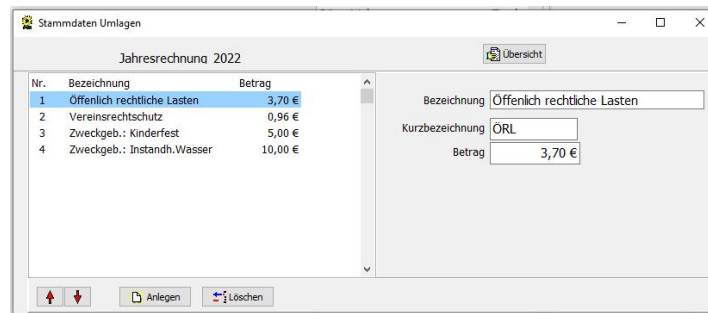 Stammdaten Umlagen
Jahresrechnung 2022
Übersicht
Nr. Bezeichnung Betrag
1 Öffenlich rechtliche Lasten 3,70 €
2 Vereinsrechtschutz 0,96 €
3 Zweckgeb.: Kinderfest 5,00 €
4 Zweckgeb.: Instandh.Wasser 10,00 €
Bezeichnung Öffenlich rechtliche Lasten
Kurzbezeichnung ÖRL
Betrag 3,70 €
Anlegen Löschen